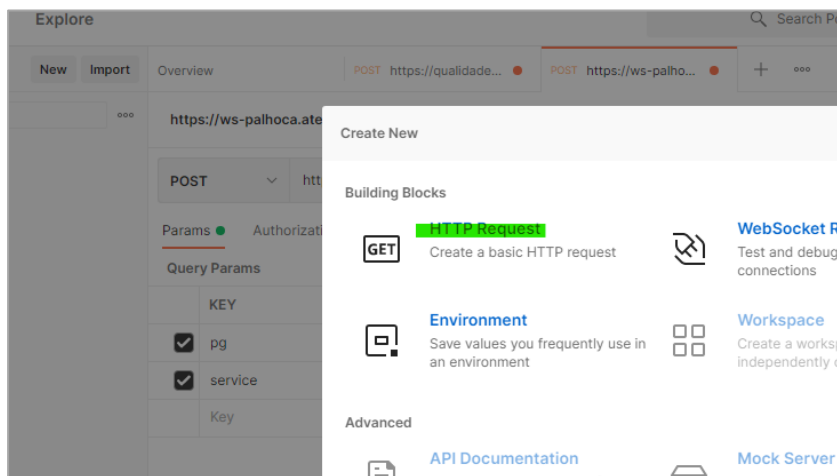 Explore
Search Pe
New Import Overview POST https://qualidade... POST https://ws-palho...
https://ws-palhoca.ate
Create New
POST htt
Building Blocks
Params Authorizati
HTTP Request
WebSocket R
GET
Create a basic HTTP request
Test and debug
connections
Query Params
KEY
pg
service
Key
Environment
Save values you frequently use in
an environment
Workspace
Create a worksp
independently o
Advanced
API Documentation
Mock Server